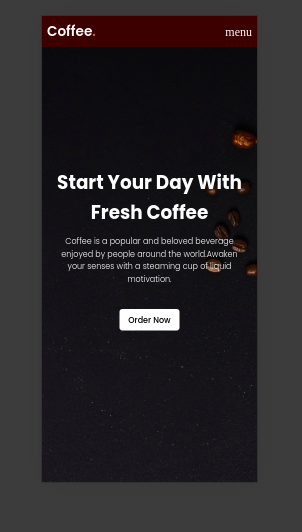 Coffee.
menu
Start Your Day With
Fresh Coffee
Coffee is a popular and beloved beverage
enjoyed by people around the world.Awaken
your senses with a steaming cup of liquid
motivation.
Order Now